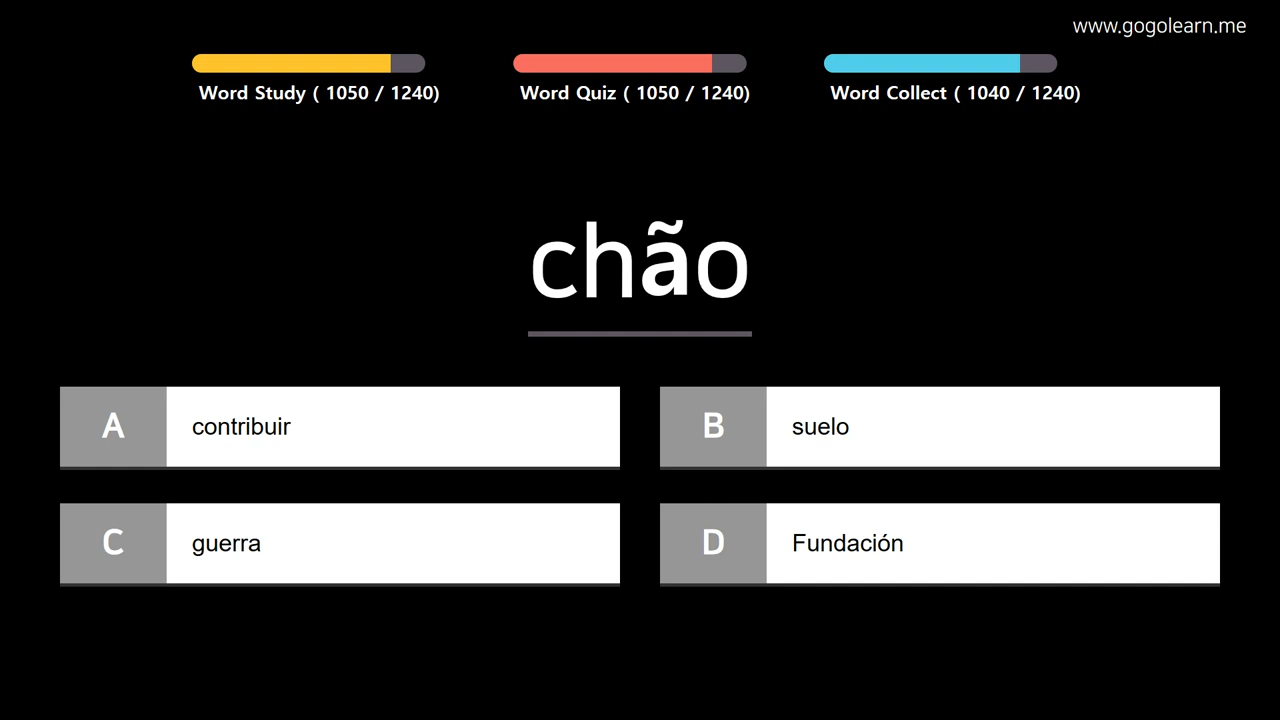 www.gogolearn.me
Word Study ( 1050 / 1240)
Word Quiz ( 1050 / 1240)
Word Collect ( 1040 / 1240)
chão
A contribuir
B suelo
C guerra
D Fundación